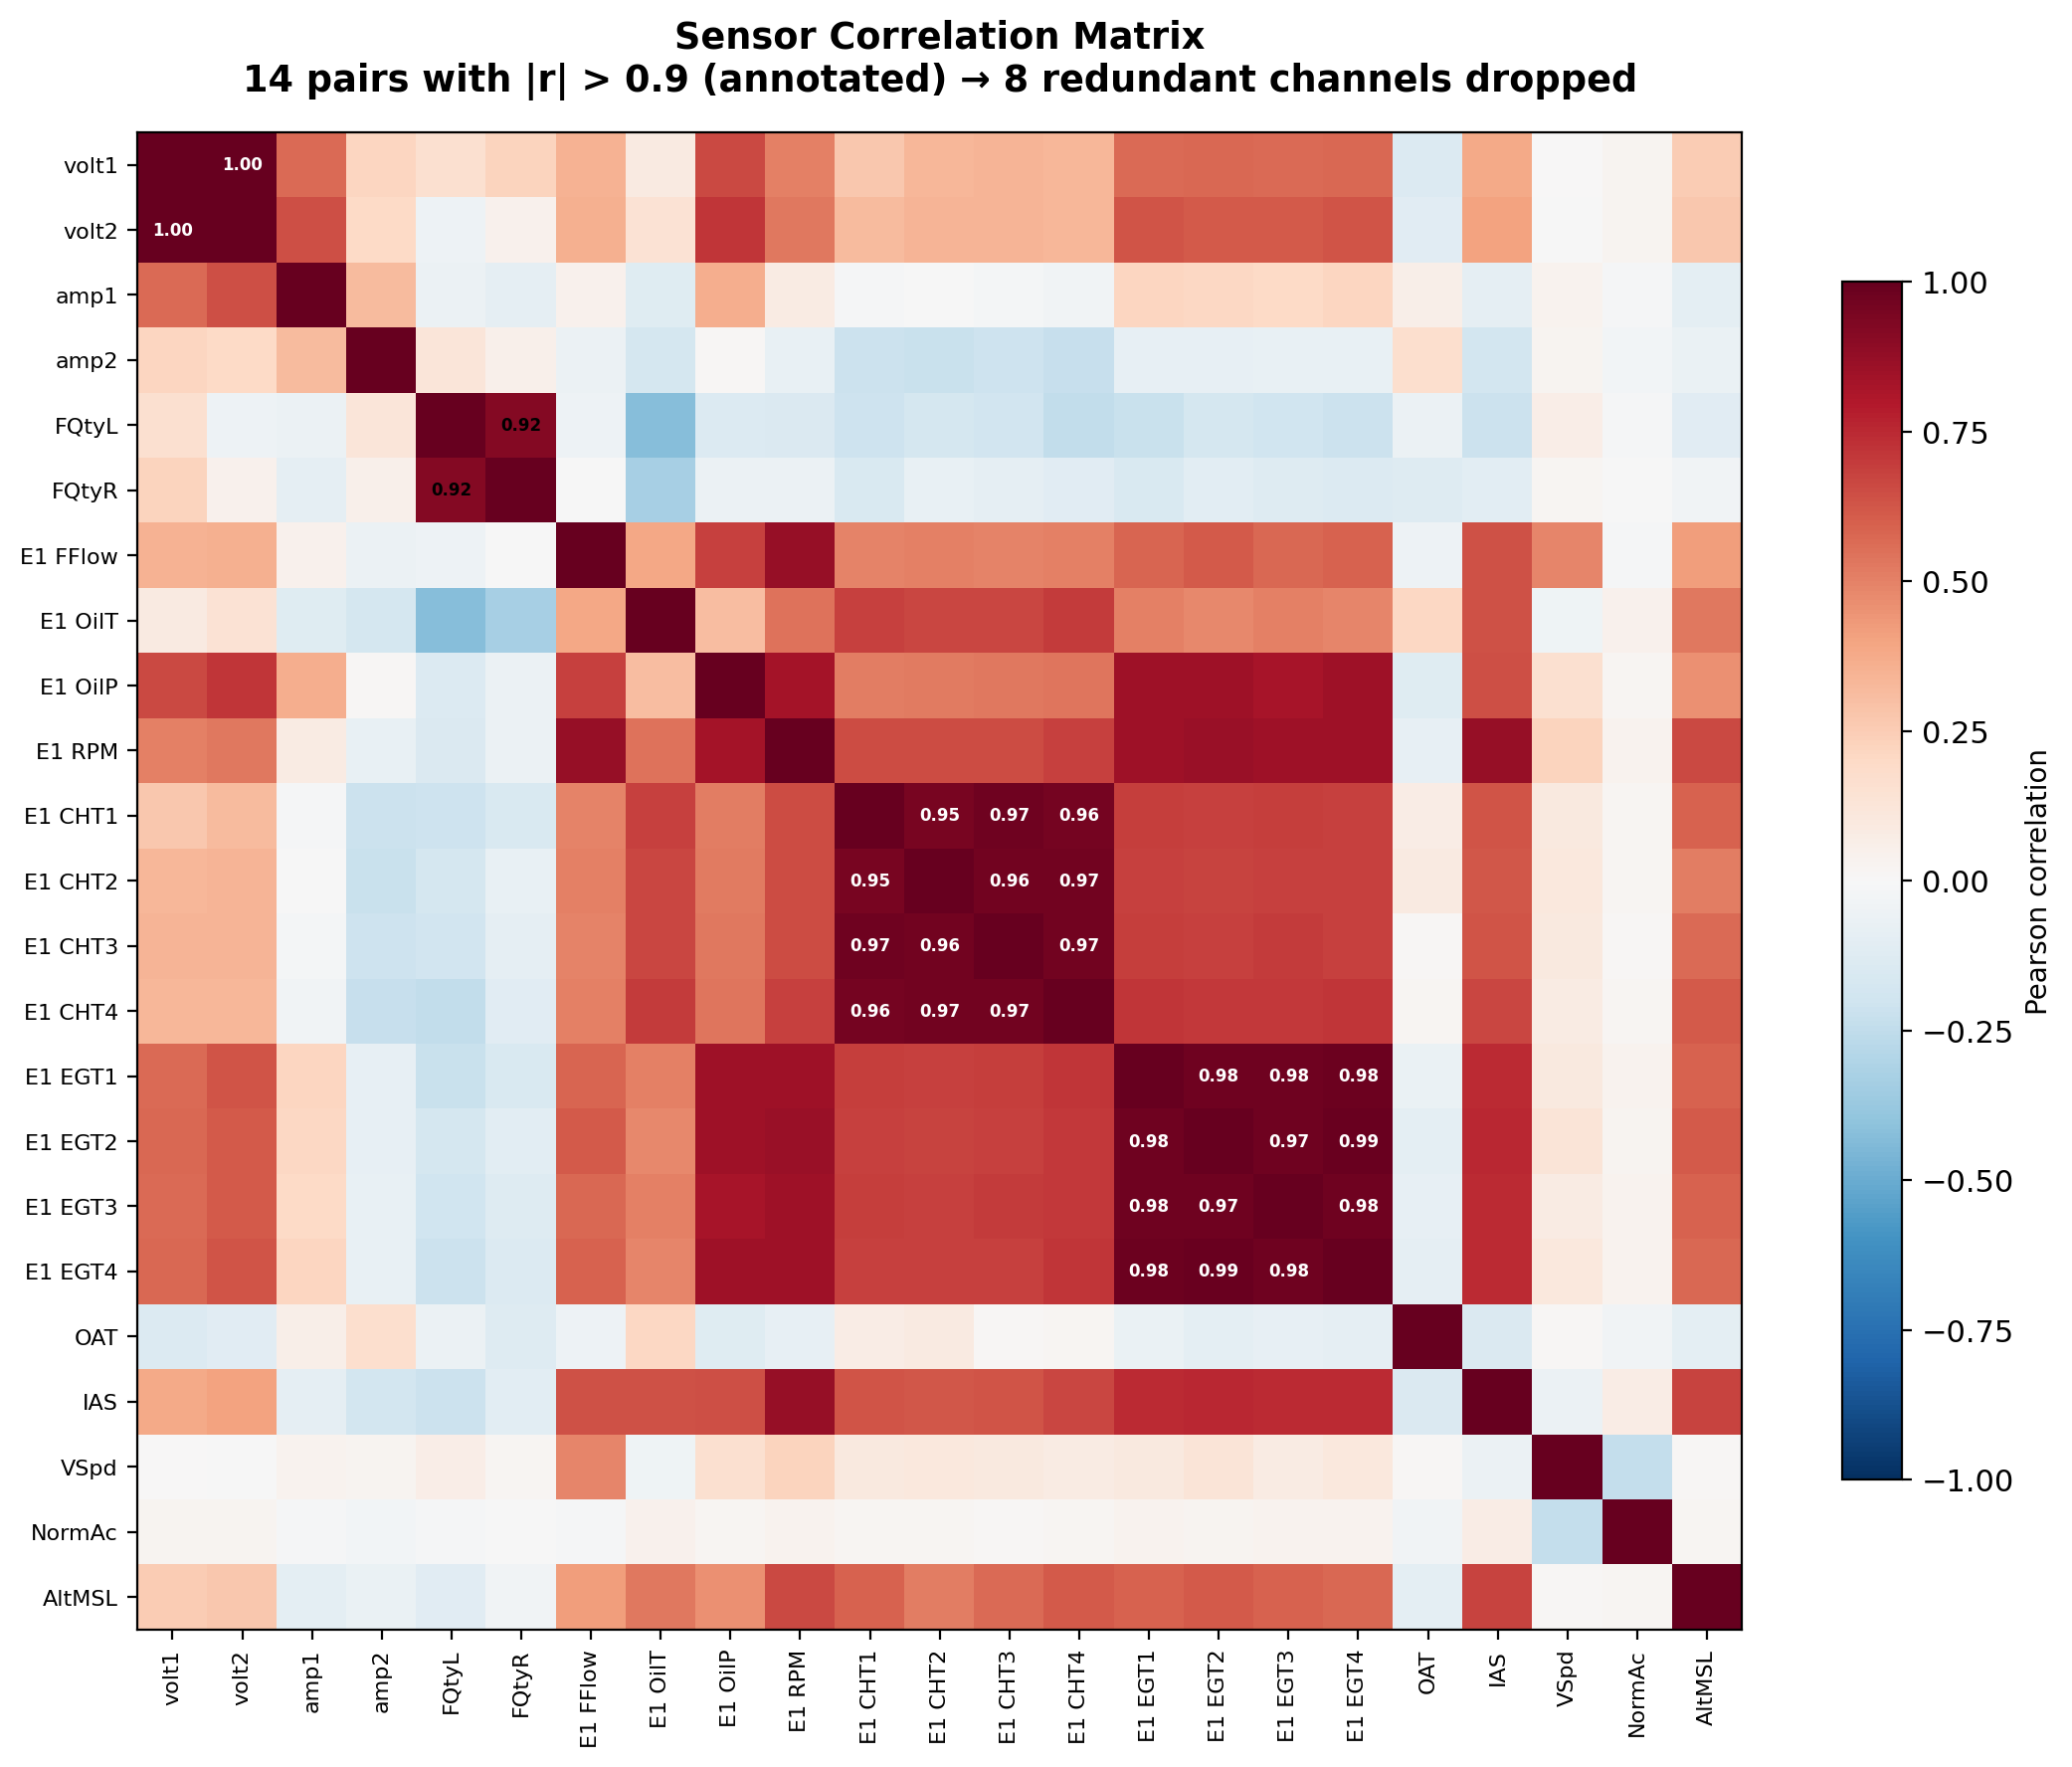 Sensor Correlation Matrix
14 pairs with |r| > 0.9 (annotated) → 8 redundant channels dropped
volt1 1.00
volt2 1.00
amp1
amp2
FQtyL 0.92
FQtyR 0.92
E1 FFlow
E1 OilT
E1 OilP
E1 RPM
E1 CHT1 0.95 0.97 0.96
E1 CHT2 0.95 0.96 0.97
E1 CHT3 0.97 0.96 0.97
E1 CHT4 0.96 0.97 0.97
E1 EGT1 0.98 0.98 0.98
E1 EGT2 0.98 0.97 0.99
E1 EGT3 0.98 0.97 0.98
E1 EGT4 0.98 0.99 0.98
OAT
IAS
VSpd
NormAc
AltMSL
volt1 volt2 amp1 amp2 FQtyL FQtyR E1 FFlow E1 OilT E1 OilP E1 RPM E1 CHT1 E1 CHT2 E1 CHT3 E1 CHT4 E1 EGT1 E1 EGT2 E1 EGT3 E1 EGT4 OAT IAS VSpd NormAc AltMSL
1.00
0.75
0.50
0.25
0.00
−0.25
−0.50
−0.75
−1.00
Pearson correlation